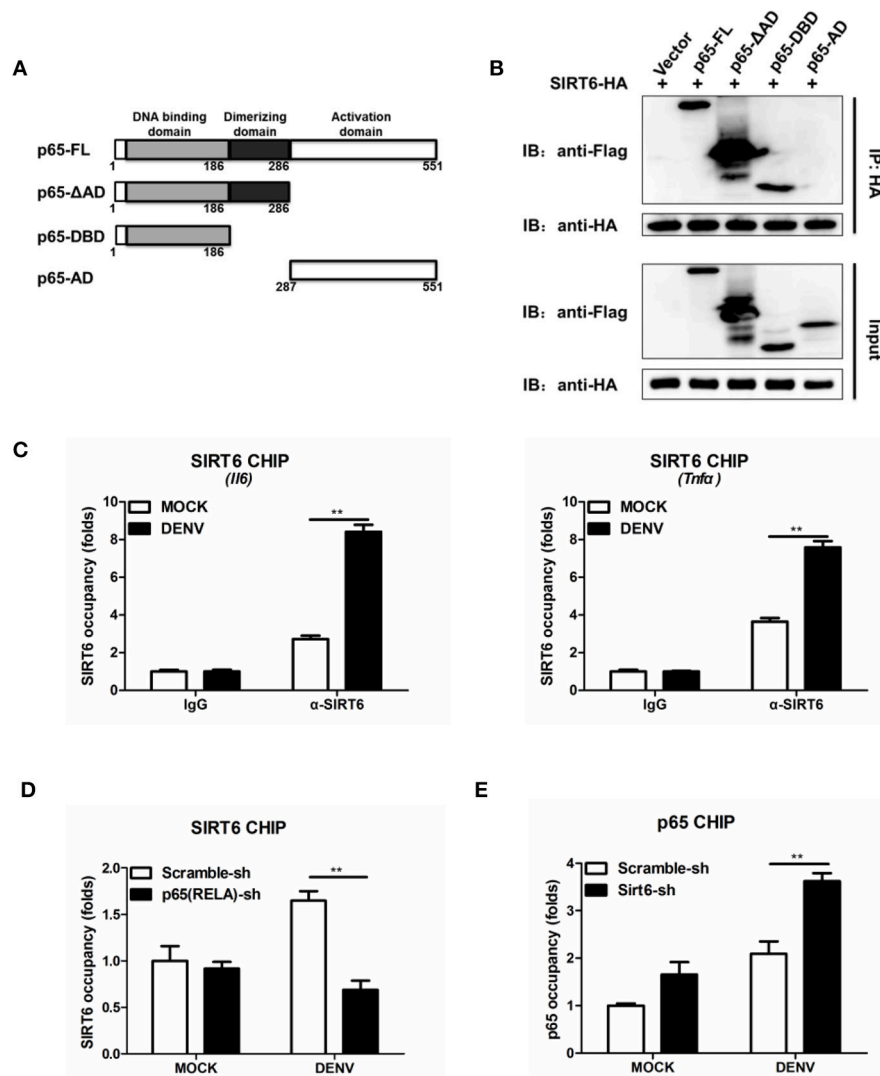 A
DNA binding domain
Dimerizing domain
Activation domain
p65-FL
1 186 286 551
p65-ΔAD
1 186 286
p65-DBD
1 186
p65-AD
287 551
B
Vector
p65-FL
p65-ΔAD
p65-DBD
p65-AD
SIRT6-HA + + + + +
IB: anti-Flag
IB: anti-HA
IP: HA
IB: anti-Flag
IB: anti-HA
Input
C
SIRT6 CHIP
(Il6)
MOCK
DENV
**
SIRT6 occupancy (folds)
10
8
6
4
2
0
IgG α-SIRT6
SIRT6 CHIP
(Tnfα)
MOCK
DENV
**
SIRT6 occupancy (folds)
10
8
6
4
2
0
IgG α-SIRT6
D
SIRT6 CHIP
Scramble-sh
p65(RELA)-sh
**
SIRT6 occupancy (folds)
2.0
1.5
1.0
0.5
0.0
MOCK DENV
E
p65 CHIP
Scramble-sh
Sirt6-sh
**
p65 occupancy (folds)
4
3
2
1
0
MOCK DENV